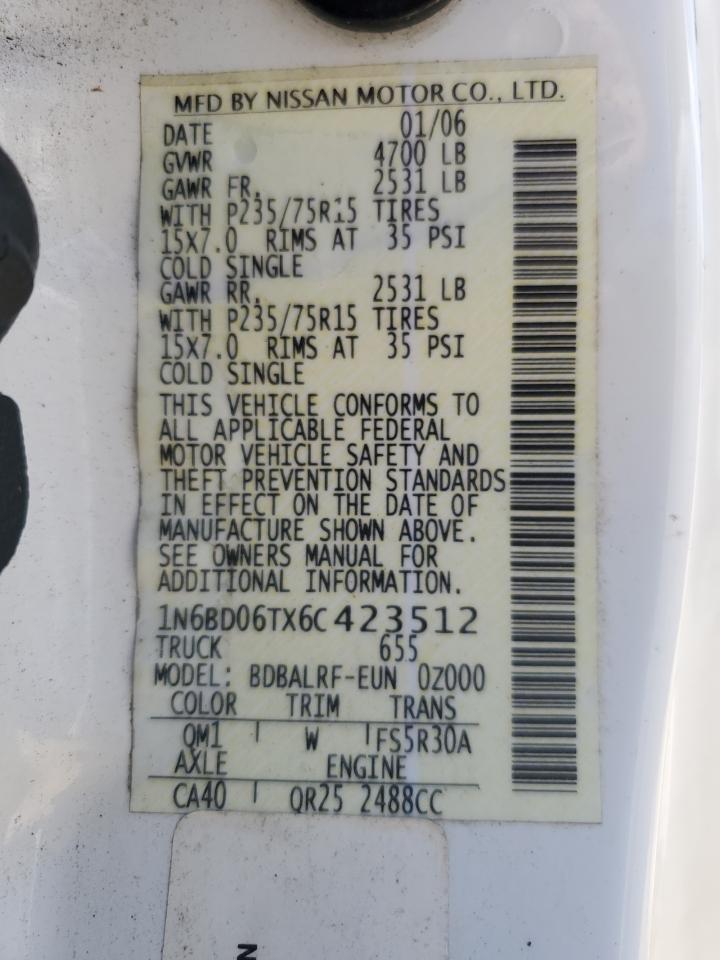 MFD BY NISSAN MOTOR CO., LTD.
DATE 01/06
GVWR 4700 LB
GAWR FR. 2531 LB
WITH P235/75R15 TIRES
15X7.0 RIMS AT 35 PSI
COLD SINGLE
GAWR RR. 2531 LB
WITH P235/75R15 TIRES
15X7.0 RIMS AT 35 PSI
COLD SINGLE
THIS VEHICLE CONFORMS TO
ALL APPLICABLE FEDERAL
MOTOR VEHICLE SAFETY AND
THEFT PREVENTION STANDARDS
IN EFFECT ON THE DATE OF
MANUFACTURE SHOWN ABOVE.
SEE OWNERS MANUAL FOR
ADDITIONAL INFORMATION.
1N6BD06TX6C423512
TRUCK 655
MODEL: BDBALRF-EUN 0Z000
COLOR TRIM TRANS
QM1 W FS5R30A
AXLE ENGINE
CA40 QR25 2488CC
N